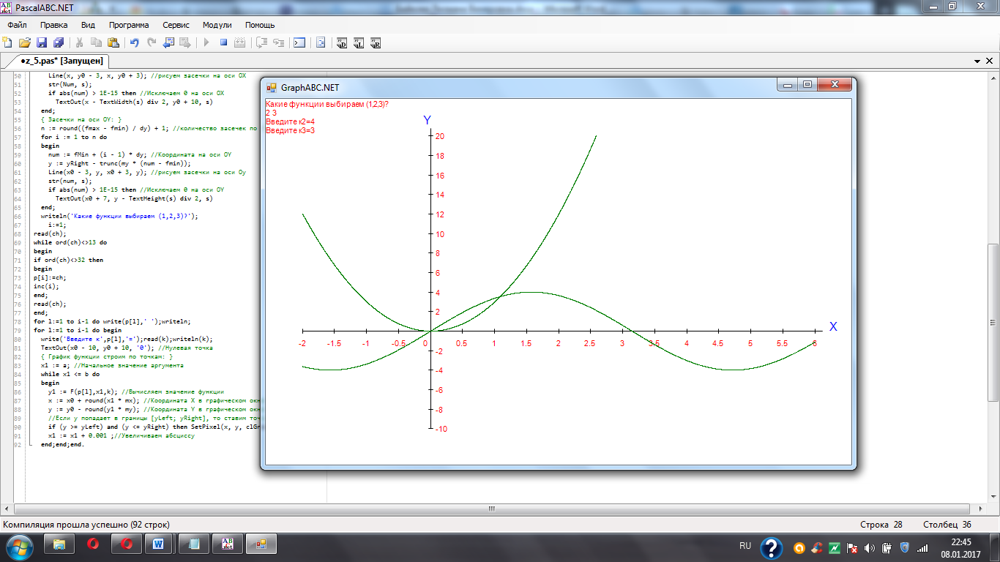 PascalABC.NET
Файл Правка Вид Программа Сервис Модули Помощь
•z_5.pas* [Запущен]
50 Line(x, y0 - 3, x, y0 + 3); //рисуем засечки на оси OX
51 str(Num, s);
52 if abs(num) > 1E-15 then //Исключаем 0 на оси OX
53 TextOut(x - TextWidth(s) div 2, y0 + 10, s)
54 end;
55 { Засечки на оси OY: }
56 n := round((fmax - fmin) / dy) + 1; //количество засечек по
57 for i := 1 to n do
58 begin
59 num := fMin + (i - 1) * dy; //Координата на оси OY
60 y := yRight - trunc(my * (num - fmin));
61 Line(x0 - 3, y, x0 + 3, y); //рисуем засечки на оси Oy
62 str(num, s);
63 if abs(num) > 1E-15 then //Исключаем 0 на оси OY
64 TextOut(x0 + 7, y - TextHeight(s) div 2, s)
65 end;
66 writeln('Какие функции выбираем (1,2,3)?');
67 i:=1;
68 read(ch);
69 while ord(ch)<>13 do
70 begin
71 if ord(ch)<>32 then
72 begin
73 p[i]:=ch;
74 inc(i);
75 end;
76 read(ch);
77 end;
78 for l:=1 to i-1 do write(p[l],' ');writeln;
79 for l:=1 to i-1 do begin
80 write('Введите к',p[l],'=');read(k);writeln(k);
81 TextOut(x0 - 10, y0 + 10, '0'); //Нулевая точка
82 { График функции строим по точкам: }
83 x1 := a; //Начальное значение аргумента
84 while x1 <= b do
85 begin
86 y1 := F(p[l],x1,k); //Вычисляем значение функции
87 x := x0 + round(x1 * mx); //Координата X в графическом окн
88 y := y0 - round(y1 * my); //Координата Y в графическом окн
89 //Если y попадает в границы [yLeft; yRight], то ставим точ
90 if (y >= yLeft) and (y <= yRight) then SetPixel(x, y, clGr
91 x1 := x1 + 0.001 ;//Увеличиваем абсциссу
92 end;end;end.
GraphABC.NET
Какие функции выбираем (1,2,3)?
2 3
Введите к2=4
Введите к3=3
Y
20
18
16
14
12
10
8
6
4
2
X
-2 -1.5 -1 -0.5 0 0.5 1 1.5 2 2.5 3 3.5 4 4.5 5 5.5 6
-2
-4
-6
-8
-10
Компиляция прошла успешно (92 строк) Строка 28 Столбец 36
RU
22:45
08.01.2017